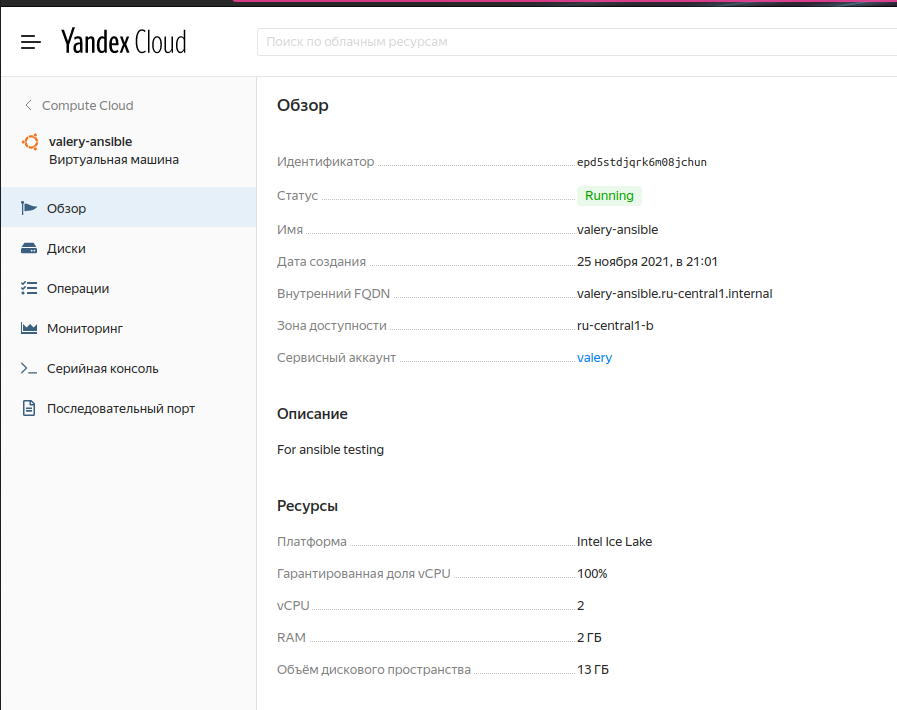 Yandex Cloud
Поиск по облачным ресурсам
Compute Cloud
valery-ansible
Виртуальная машина
Обзор
Диски
Операции
Мониторинг
Серийная консоль
Последовательный порт
Обзор
Идентификатор epd5stdjqrk6m08jchun
Статус Running
Имя valery-ansible
Дата создания 25 ноября 2021, в 21:01
Внутренний FQDN valery-ansible.ru-central1.internal
Зона доступности ru-central1-b
Сервисный аккаунт valery
Описание
For ansible testing
Ресурсы
Платформа Intel Ice Lake
Гарантированная доля vCPU 100%
vCPU 2
RAM 2 ГБ
Объём дискового пространства 13 ГБ